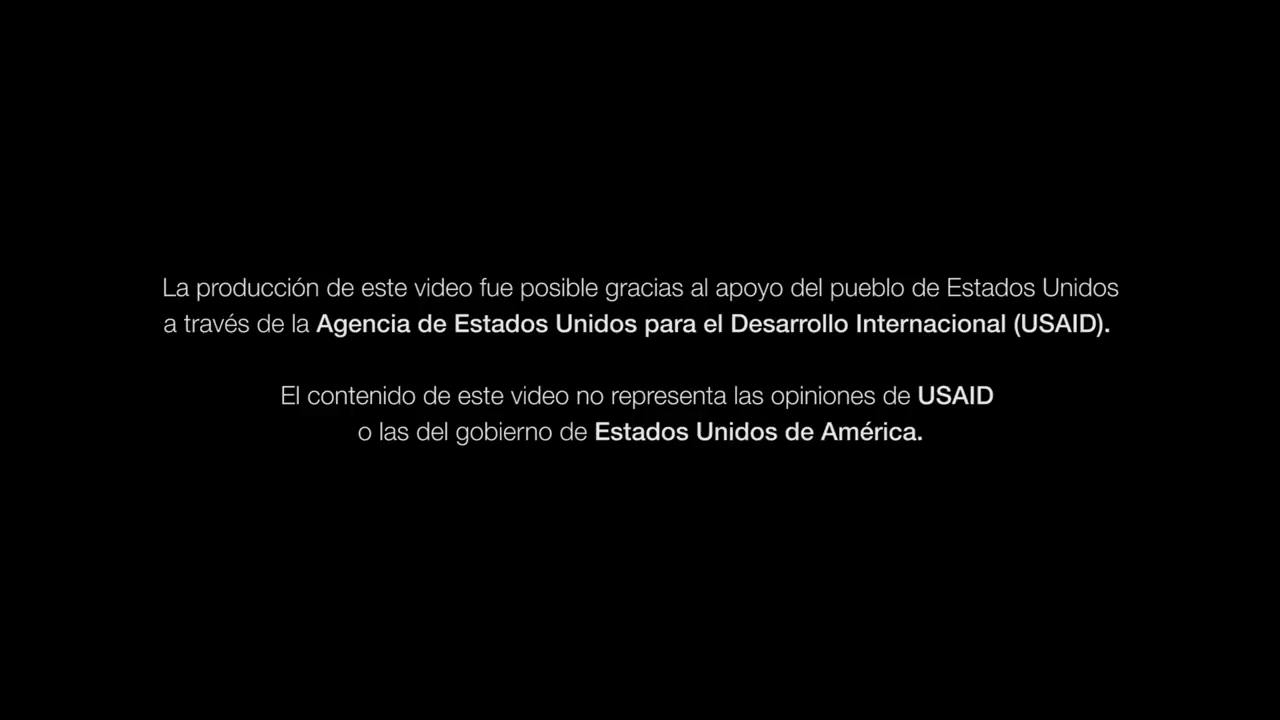 La producción de este video fue posible gracias al apoyo del pueblo de Estados Unidos
a través de la Agencia de Estados Unidos para el Desarrollo Internacional (USAID).
El contenido de este video no representa las opiniones de USAID
o las del gobierno de Estados Unidos de América.